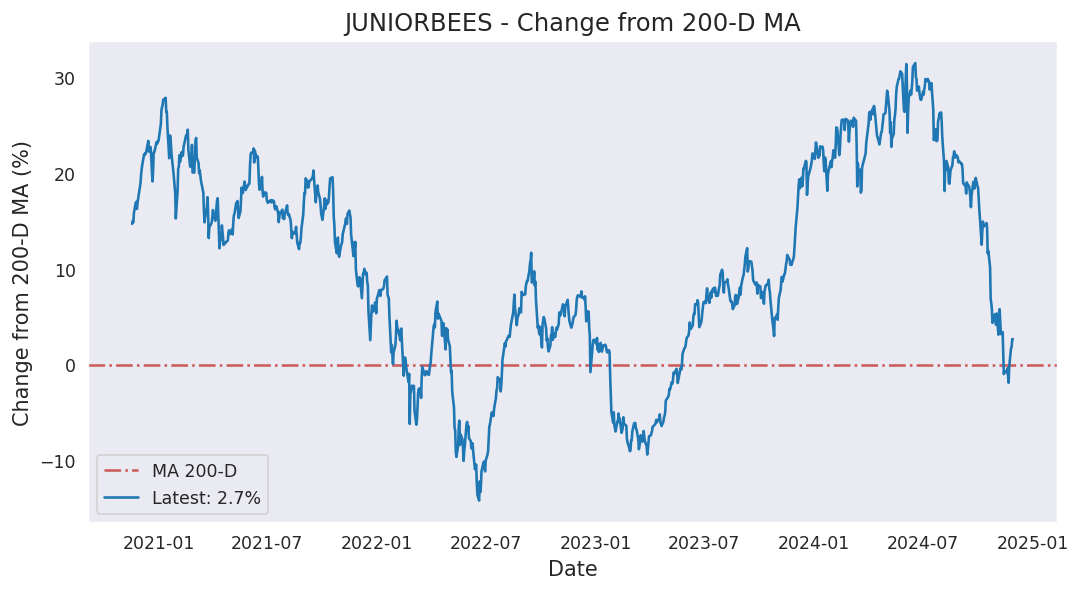 JUNIORBEES - Change from 200-D MA
Change from 200-D MA (%)
30
20
10
0
−10
MA 200-D
Latest: 2.7%
2021-01 2021-07 2022-01 2022-07 2023-01 2023-07 2024-01 2024-07 2025-01
Date